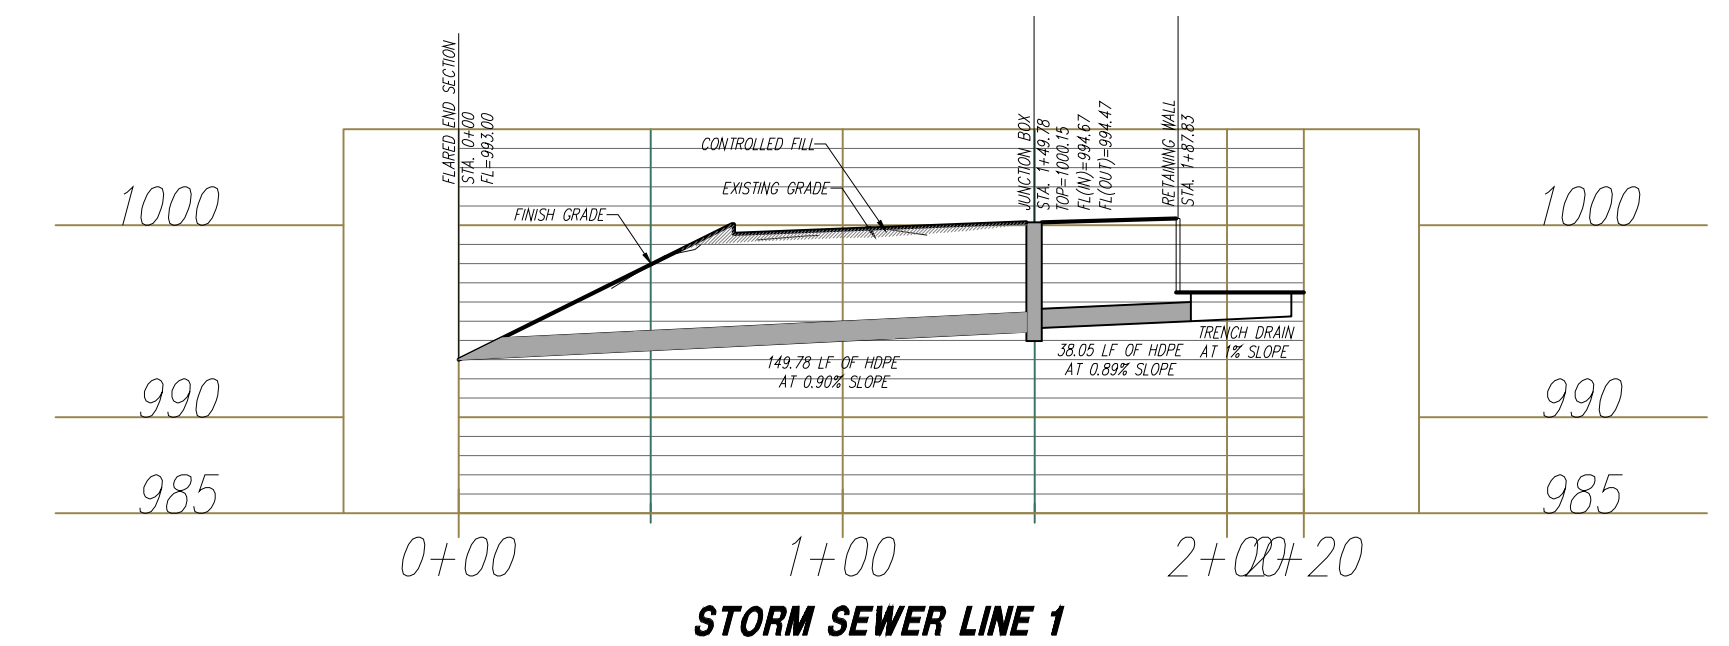 FLARED END SECTION
STA. 0+00
FL=993.00
JUNCTION BOX
STA. 1+49.78
TOP=1000.15
FL(IN)=994.67
FL(OUT)=994.47
RETAINING WALL
STA. 1+87.83
CONTROLLED FILL
EXISTING GRADE
FINISH GRADE
1000
1000
TRENCH DRAIN
AT 1% SLOPE
38.05 LF OF HDPE
AT 0.89% SLOPE
149.78 LF OF HDPE
AT 0.90% SLOPE
990
990
985
985
0+00
1+00
2+00
2+20
STORM SEWER LINE 1